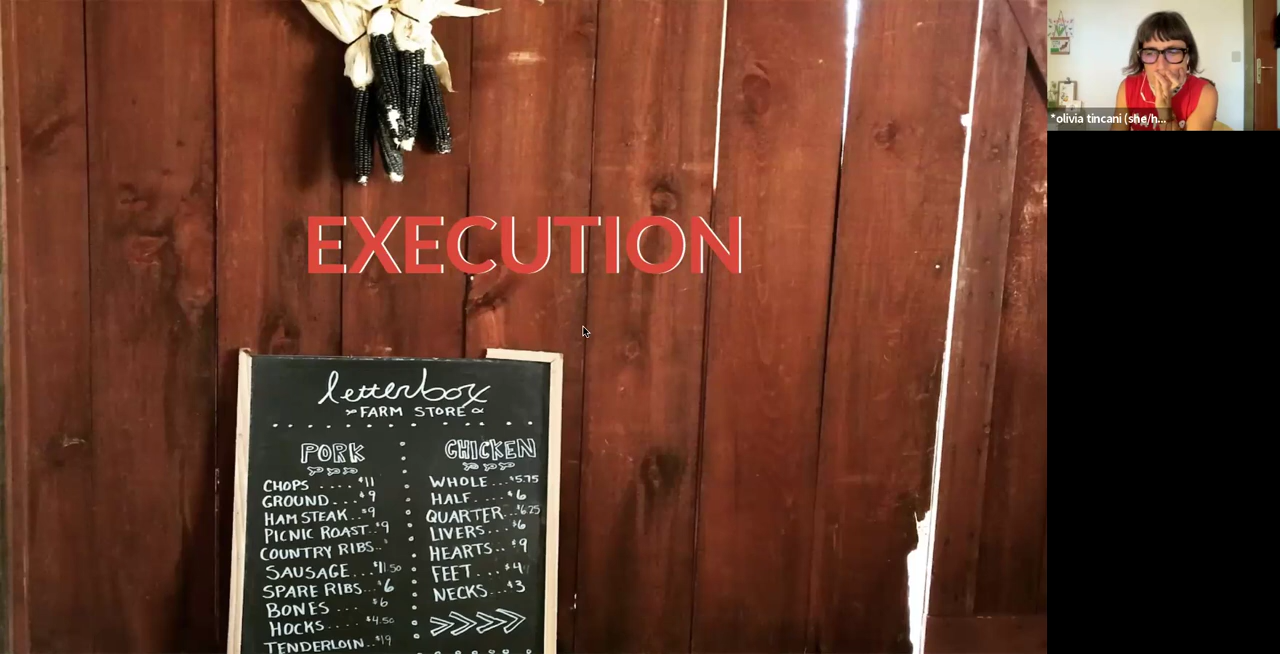 EXECUTION
letterbox
FARM STORE
PORK
CHOPS .... $11
GROUND... $9
HAM STEAK.. $9
PICNIC ROAST.. $9
COUNTRY RIBS..
SAUSAGE... $11.50
SPARE RIBS.. $6
BONES .... $6
HOCKS.... $4.50
TENDERLOIN.. $19
CHICKEN
WHOLE... $5.75
HALF.... $6
QUARTER... $6.25
LIVERS... $6
HEARTS.. $9
FEET.... $4
NECKS.. $3
*olivia tincani (she/h...